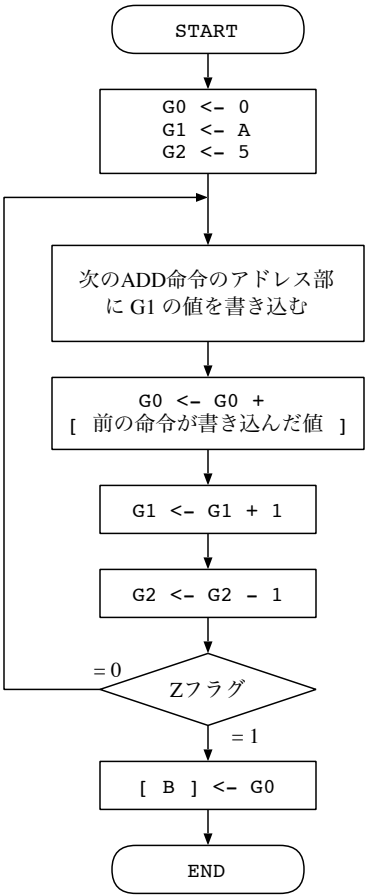 START
G0 <- 0
G1 <- A
G2 <- 5
次のADD命令のアドレス部
に G1 の値を書き込む
G0 <- G0 +
[ 前の命令が書き込んだ値 ]
G1 <- G1 + 1
G2 <- G2 - 1
= 0
Zフラグ
= 1
[ B ] <- G0
END